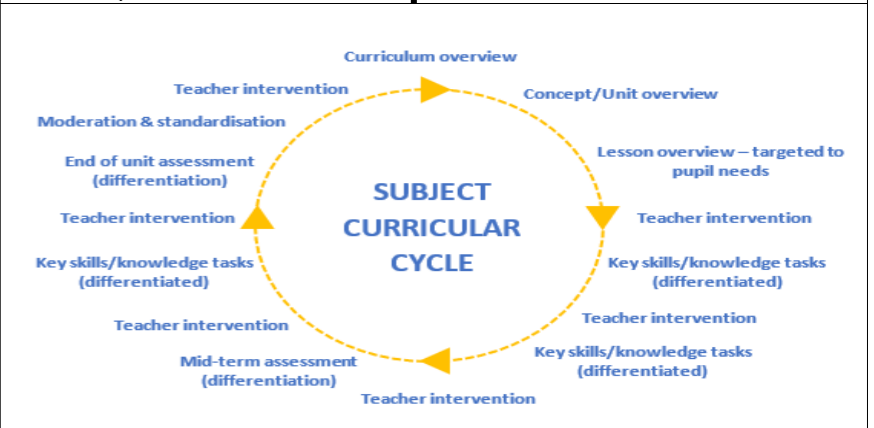 Curriculum overview
Concept/Unit overview
Lesson overview – targeted to
pupil needs
Teacher intervention
Key skills/knowledge tasks
(differentiated)
Teacher intervention
Key skills/knowledge tasks
(differentiated)
Teacher intervention
Mid-term assessment
(differentiation)
Teacher intervention
Key skills/knowledge tasks
(differentiated)
Teacher intervention
End of unit assessment
(differentiation)
Moderation & standardisation
Teacher intervention
SUBJECT
CURRICULAR
CYCLE